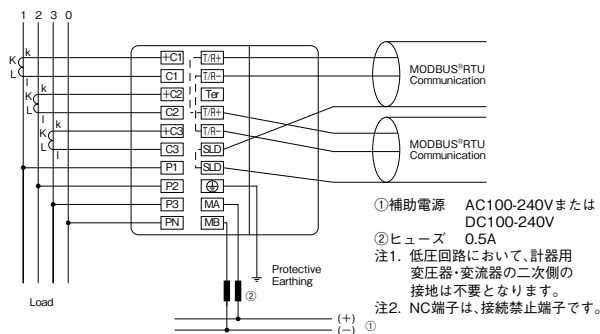 1 2 3 0
K k
L l
K k
L l
K k
L l
+C1 T/R+
C1 T/R-
+C2 Ter
C2 T/R+
+C3 T/R-
C3 SLD
P1 SLD
P2
P3 MA
PN MB
MODBUS®RTU
Communication
MODBUS®RTU
Communication
Load
Protective
Earthing
②
(+)
(−) ①
①補助電源 AC100-240Vまたは
DC100-240V
②ヒューズ 0.5A
注1. 低圧回路において、計器用
変圧器・変流器の二次側の
接地は不要となります。
注2. NC端子は、接続禁止端子です。